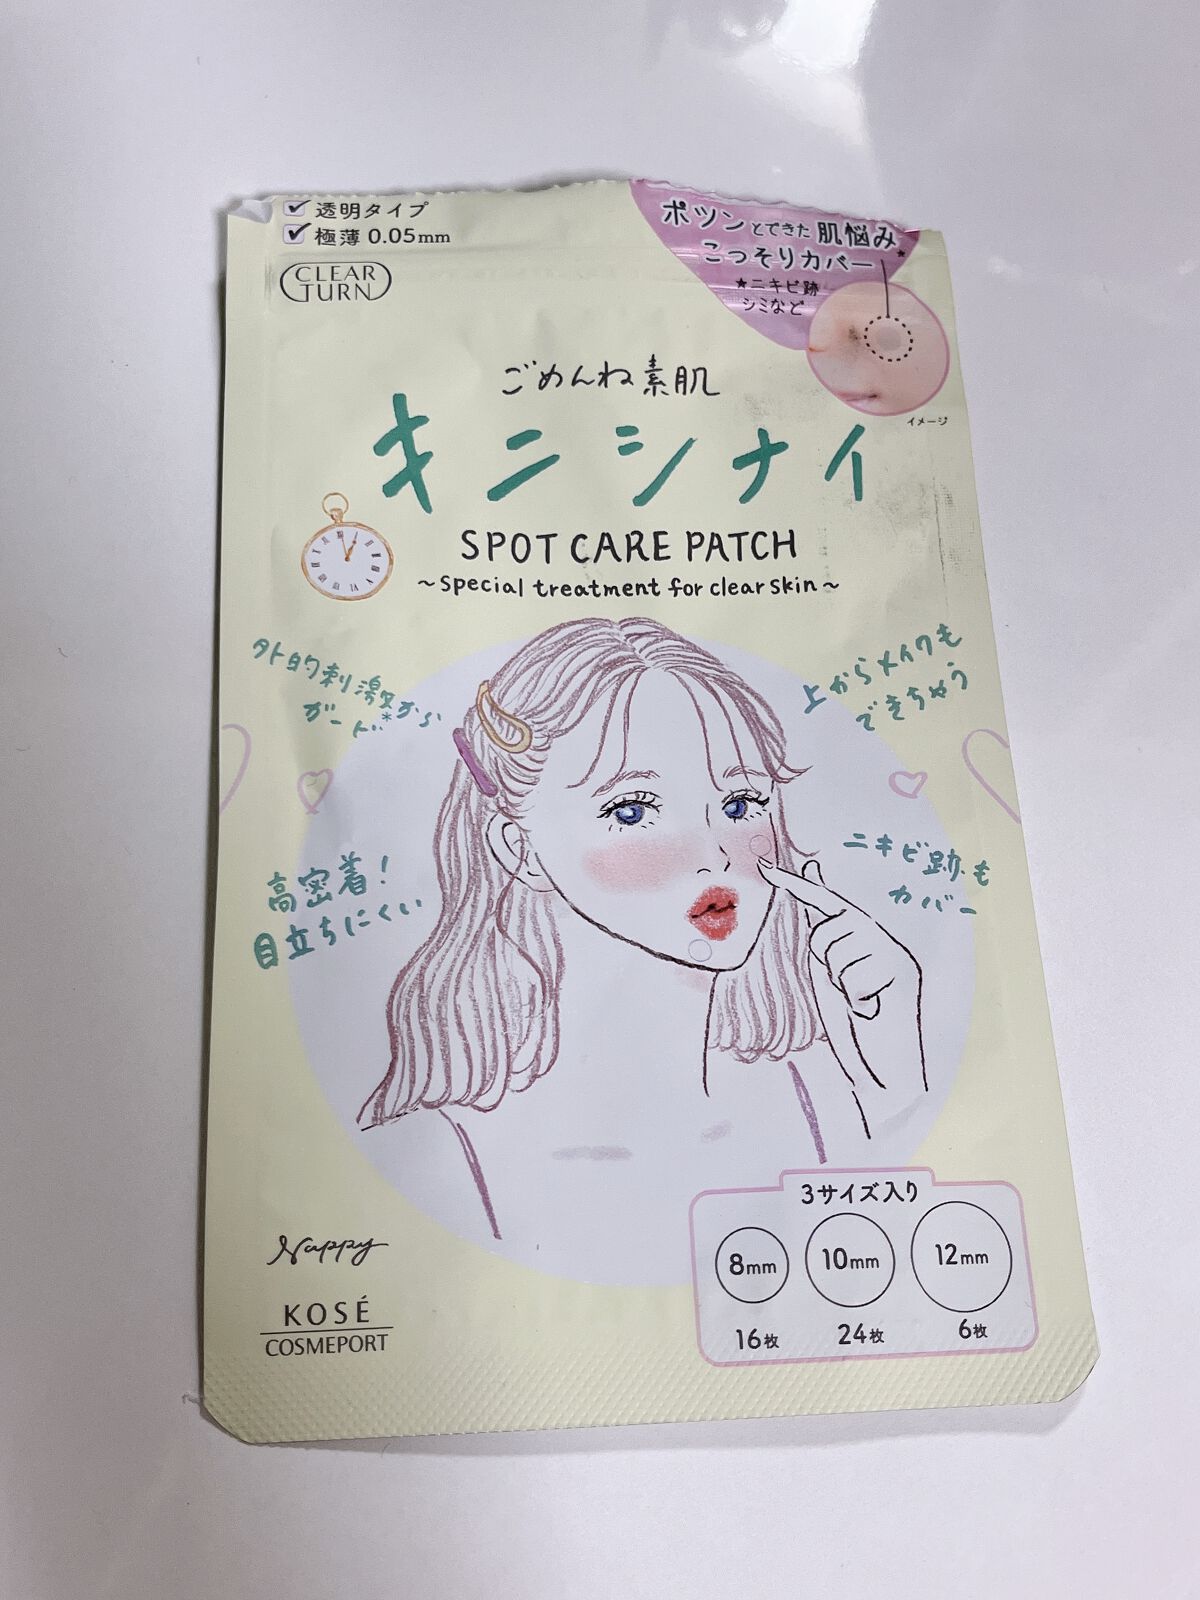 透明タイプ
極薄 0.05mm
CLEAR
TURN
ポツンとできた肌悩み★
こっそりカバー
★ニキビ跡
シミなど
イメージ
ごめんね素肌
キニシナイ
SPOT CARE PATCH
~Special treatment for clear skin~
外的刺激から
ガード*
上からメイクも
できちゃう
高密着!
目立ちにくい
ニキビ跡も
カバー
3サイズ入り
8mm 10mm 12mm
16枚 24枚 6枚
Nappy
KOSÉ
COSMEPORT